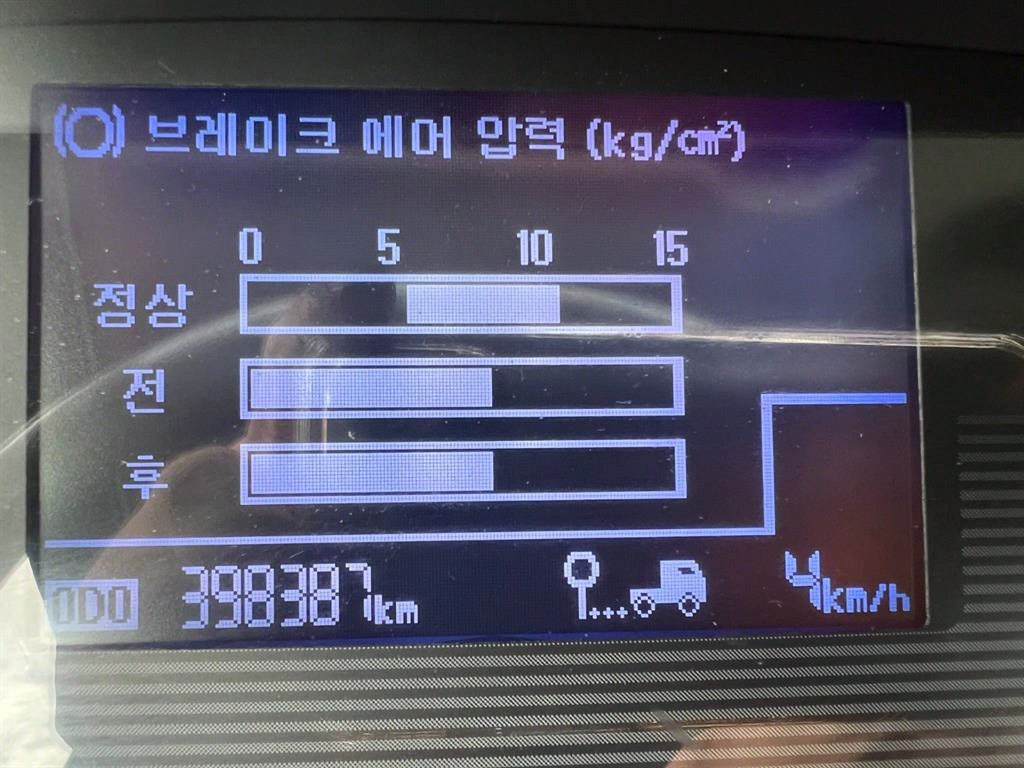 브레이크 에어 압력 (kg/cm²)
0 5 10 15
정상
전
후
ODO 398387km 4km/h